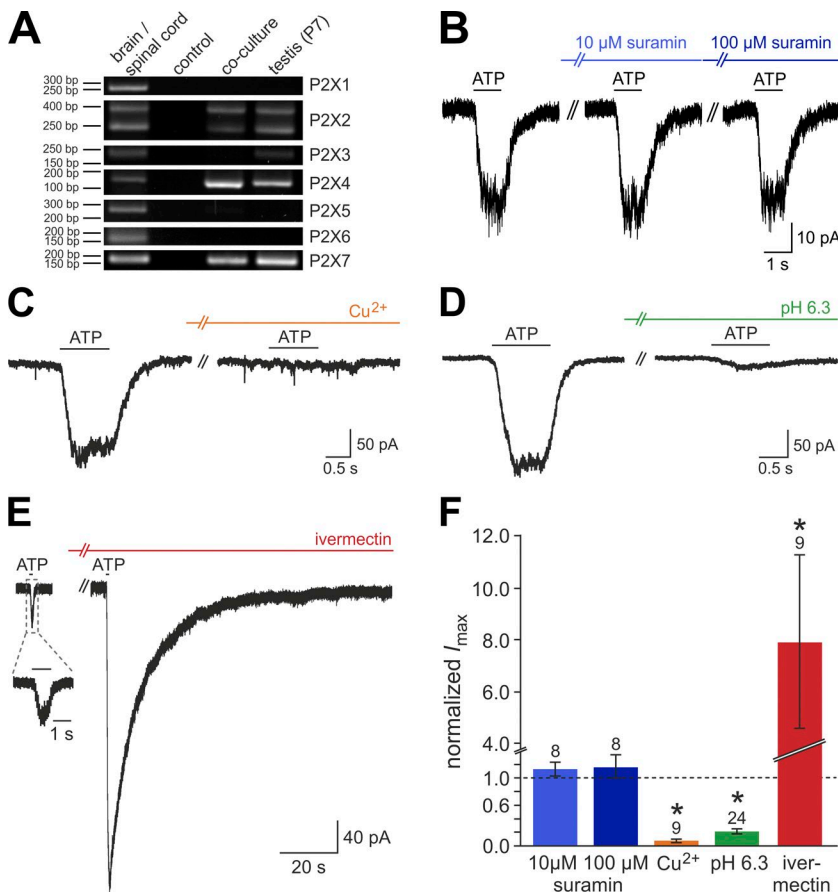 A
brain /
spinal cord
control
co-culture
testis (P7)
300 bp
250 bp
P2X1
400 bp
250 bp
P2X2
250 bp
150 bp
P2X3
200 bp
100 bp
P2X4
300 bp
200 bp
P2X5
200 bp
150 bp
P2X6
200 bp
150 bp
P2X7
B
10 µM suramin
100 µM suramin
ATP
ATP
ATP
10 pA
1 s
C
Cu2+
ATP
ATP
50 pA
0.5 s
D
pH 6.3
ATP
ATP
50 pA
0.5 s
E
ivermectin
ATP
ATP
1 s
40 pA
20 s
F
normalized Imax
12.0
10.0
8.0
6.0
4.0
1.0
0.6
0.2
0.0
8
8
*
9
*
24
*
9
10µM
100 µM
Cu2+
pH 6.3
iver-
suramin
mectin